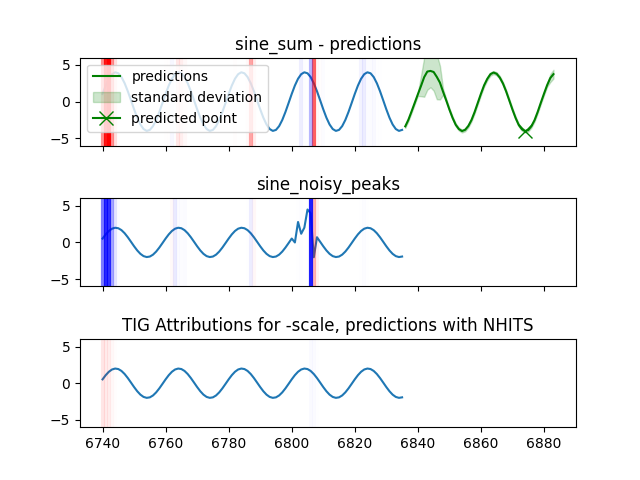 sine_sum - predictions
5
0
−5
predictions
standard deviation
predicted point
sine_noisy_peaks
5
0
−5
TIG Attributions for -scale, predictions with NHITS
5
0
−5
6740 6760 6780 6800 6820 6840 6860 6880